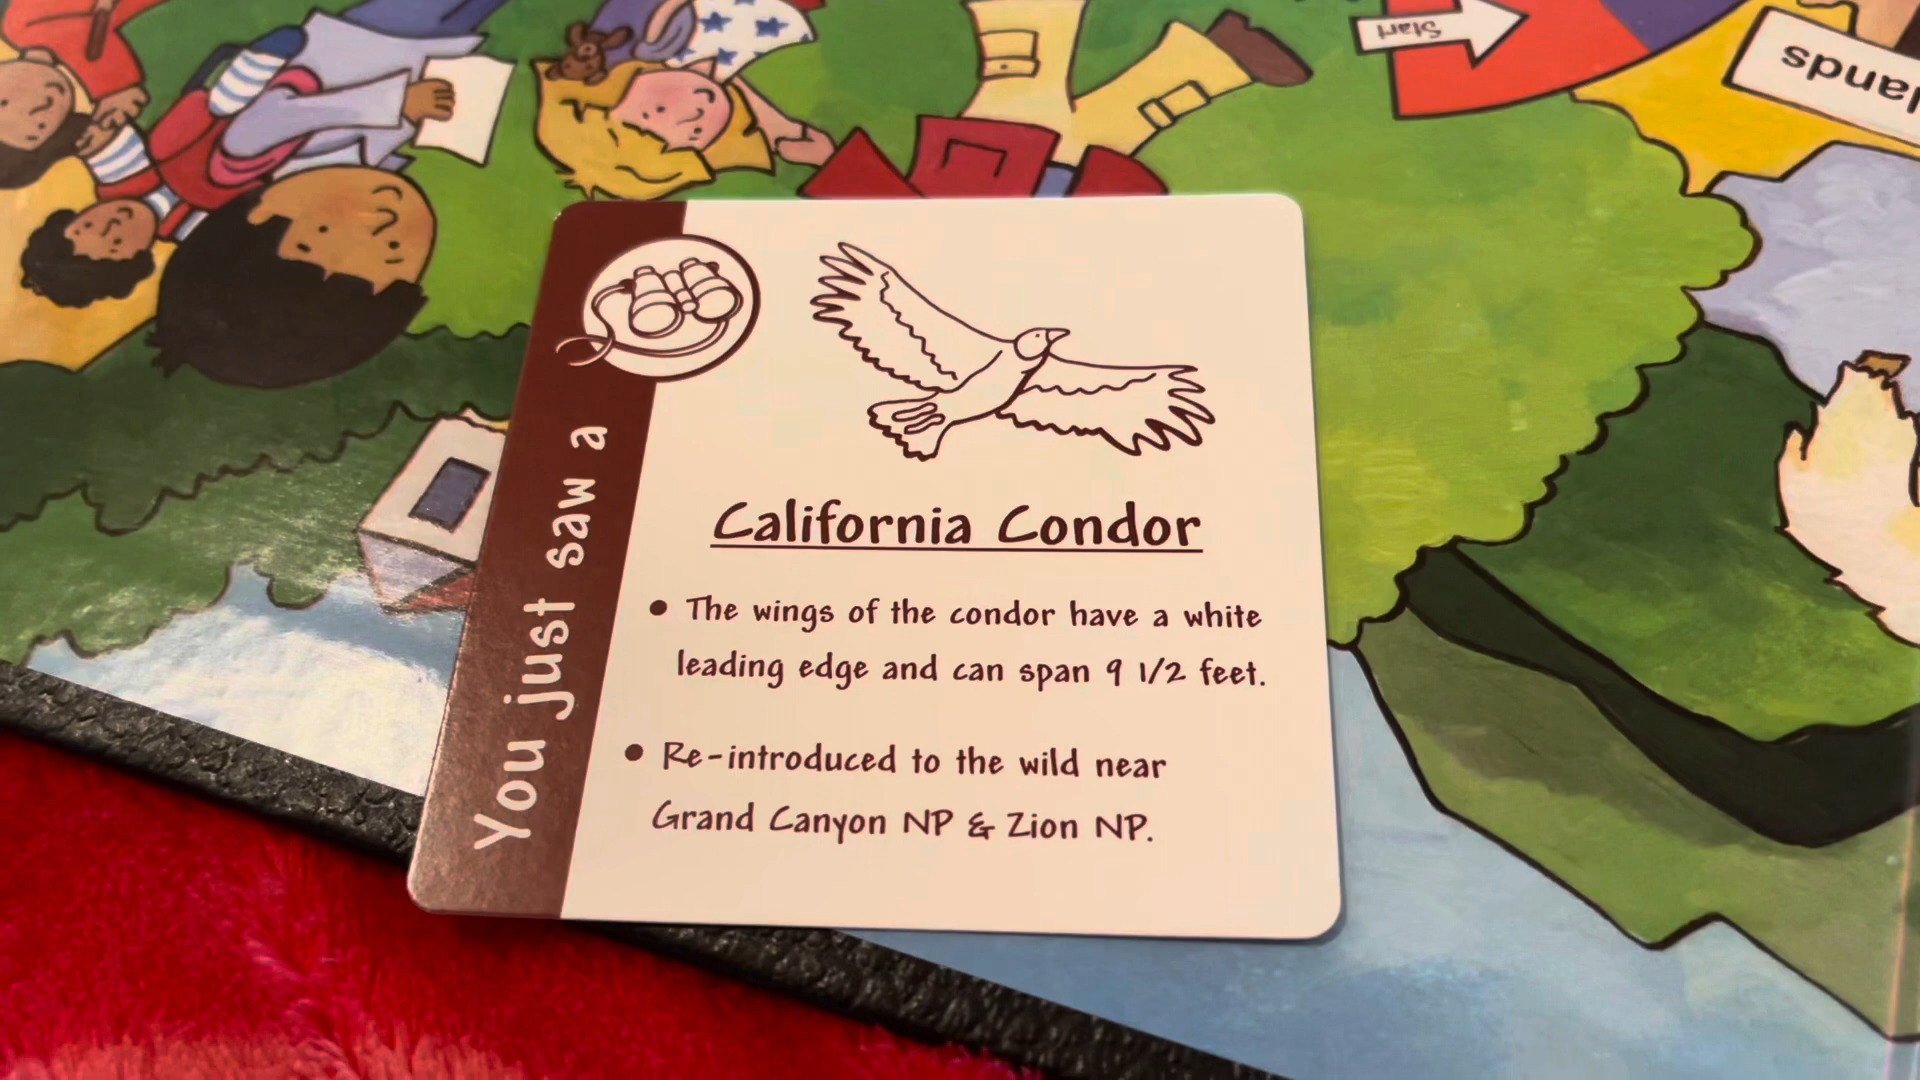 Start
You just saw a
California Condor
• The wings of the condor have a white
leading edge and can span 9 1/2 feet.
• Re-introduced to the wild near
Grand Canyon NP & Zion NP.